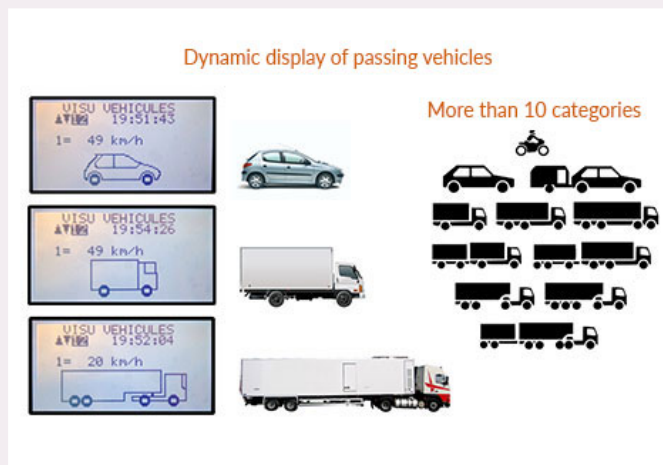 Dynamic display of passing vehicles
VISU VEHICULES
19:51:43
1= 49 km/h
VISU VEHICULES
19:54:26
1= 49 km/h
VISU VEHICULES
19:52:04
1= 20 km/h
More than 10 categories